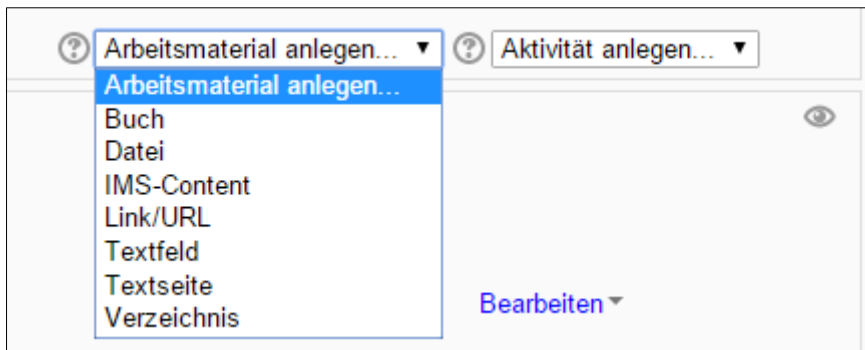 Arbeitsmaterial anlegen... Aktivität anlegen...
Arbeitsmaterial anlegen...
Buch
Datei
IMS-Content
Link/URL
Textfeld
Textseite
Verzeichnis
Bearbeiten